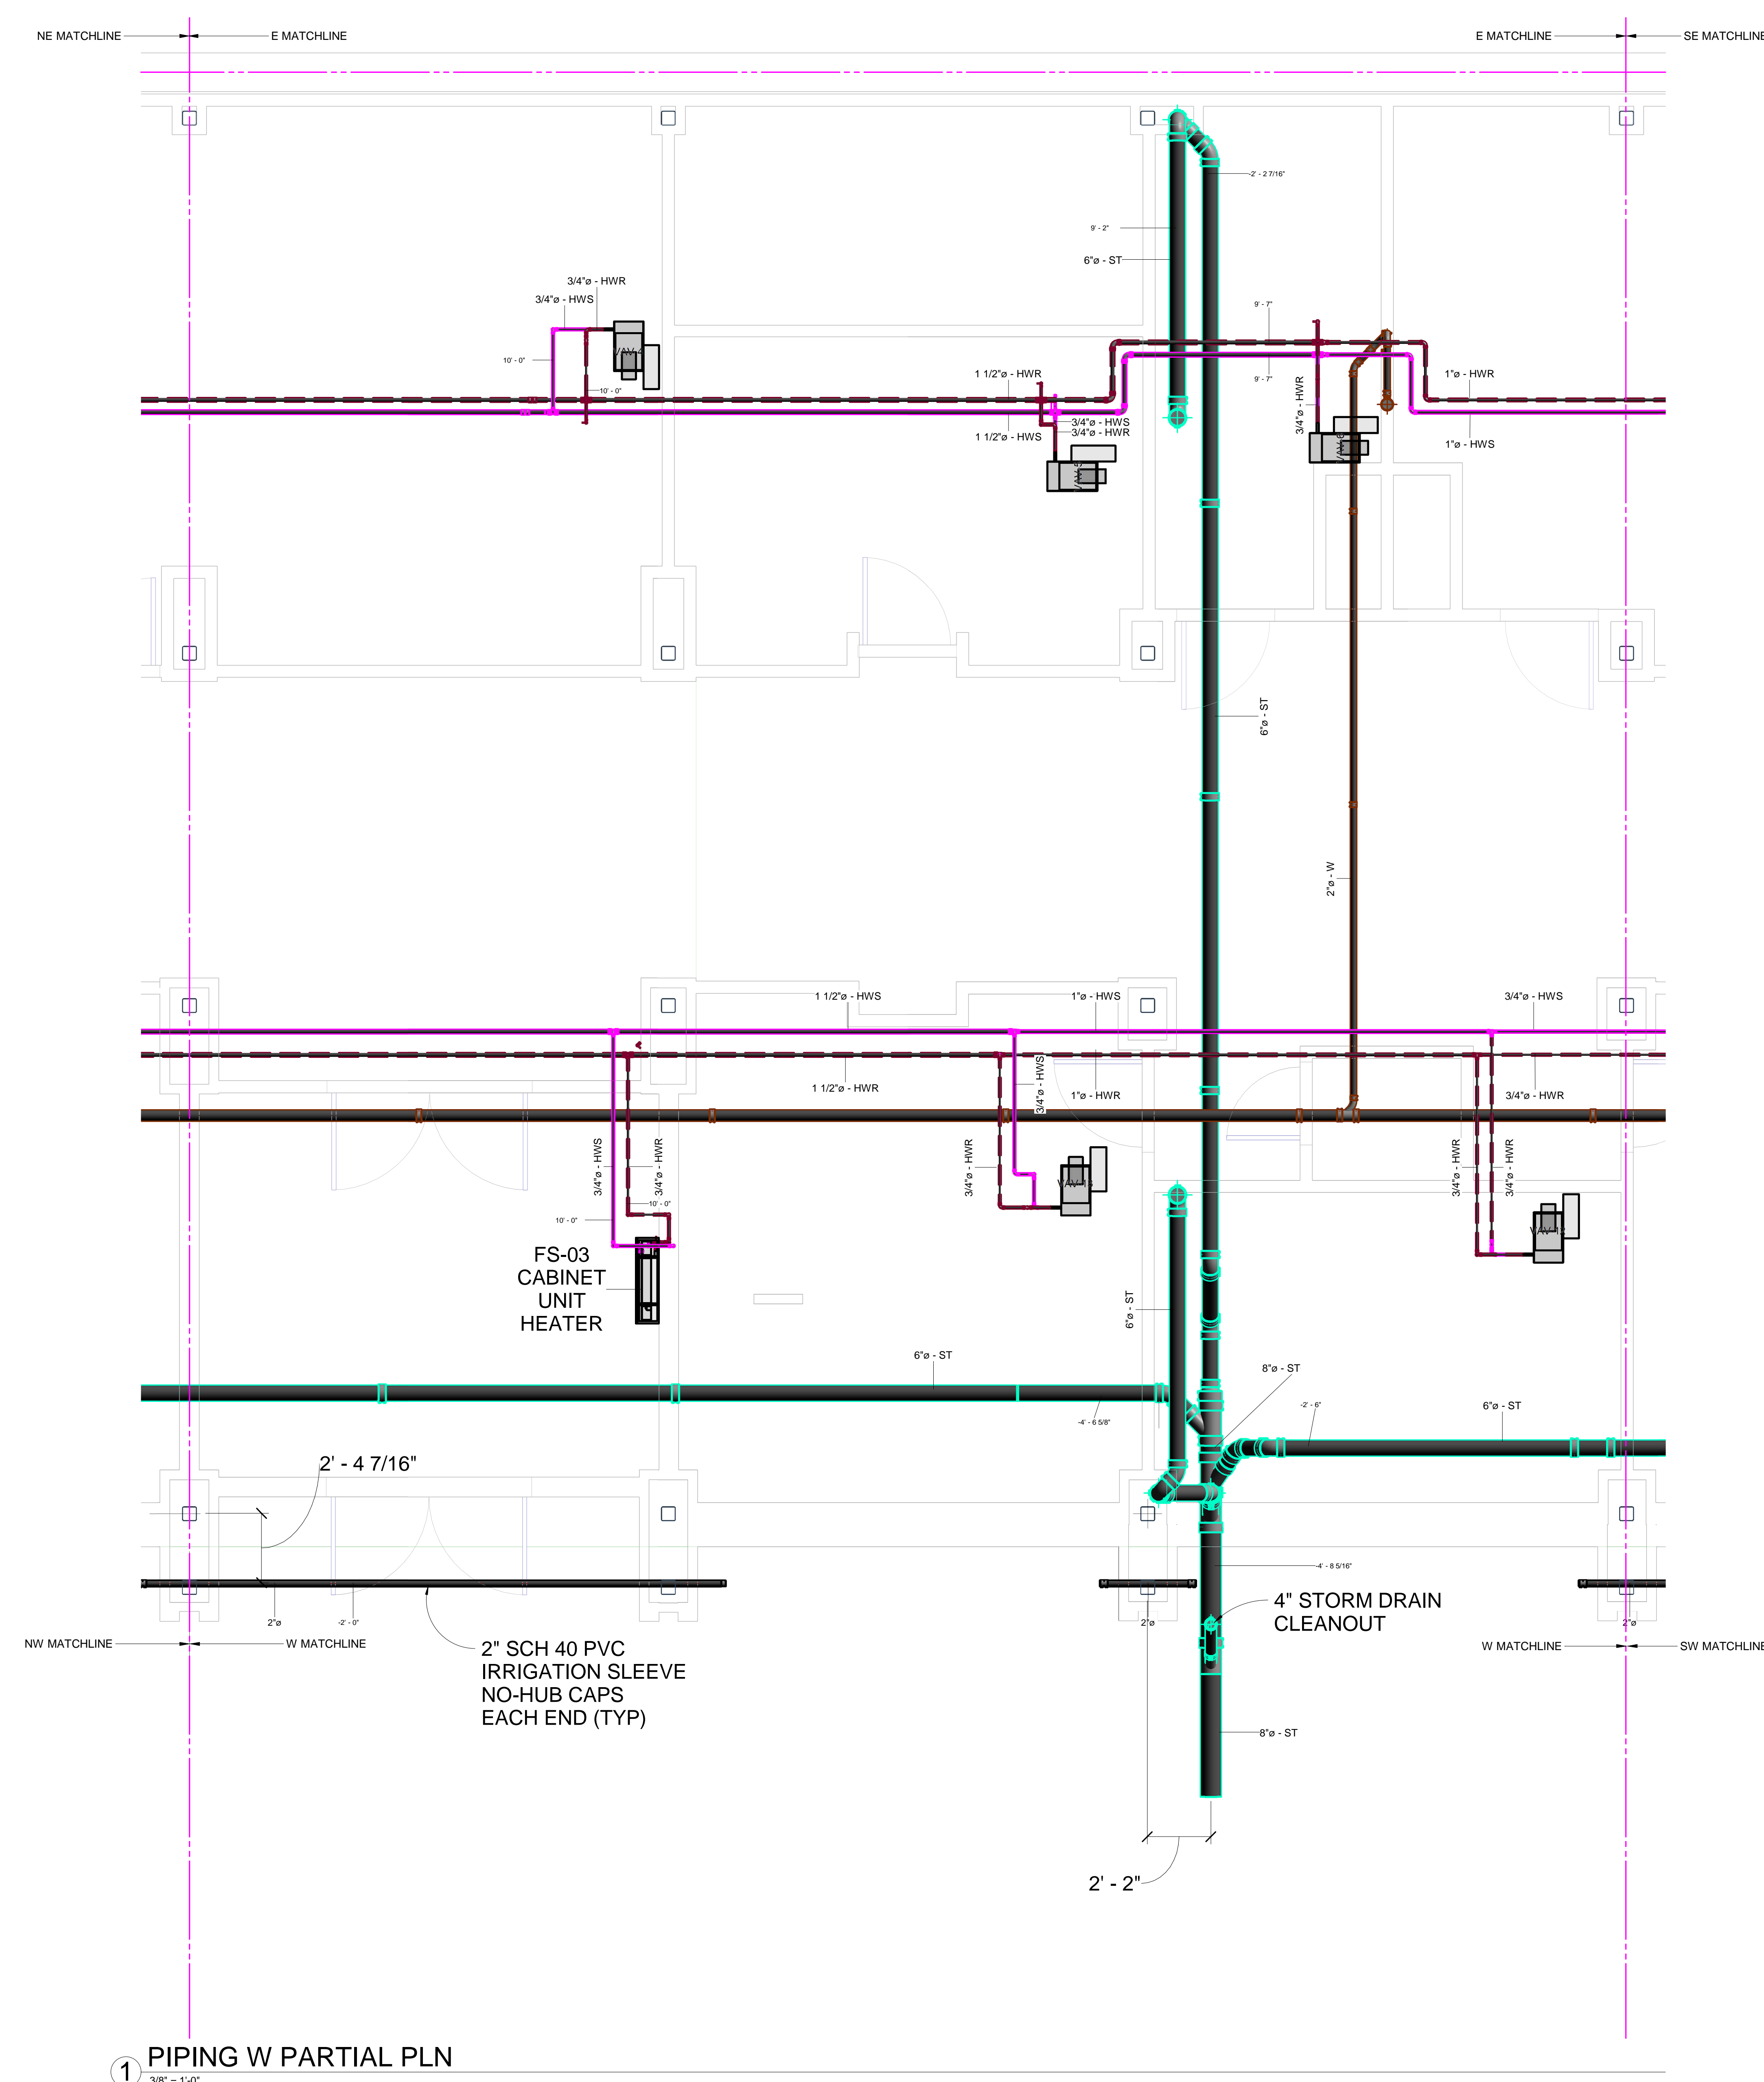 NE MATCHLINE
E MATCHLINE
E MATCHLINE
SE MATCHLINE
-2' - 2 7/16"
9' - 2"
6"ø - ST
3/4"ø - HWR
3/4"ø - HWS
9' - 7"
10' - 0"
10' - 0"
1 1/2"ø - HWR
9' - 7"
1"ø - HWR
3/4"ø - HWR
3/4"ø - HWS
3/4"ø - HWR
1 1/2"ø - HWS
1"ø - HWS
6"ø - ST
2"ø - W
1 1/2"ø - HWS
1"ø - HWS
3/4"ø - HWS
3/4"ø - HWS
1 1/2"ø - HWR
1"ø - HWR
3/4"ø - HWR
3/4"ø - HWS
3/4"ø - HWR
3/4"ø - HWR
3/4"ø - HWR
3/4"ø - HWR
10' - 0"
10' - 0"
FS-03
CABINET
UNIT
HEATER
6"ø - ST
6"ø - ST
8"ø - ST
-2' - 6"
6"ø - ST
-4' - 6 5/8"
2' - 4 7/16"
-4' - 8 5/16"
4" STORM DRAIN
CLEANOUT
2"ø
-2' - 0"
2"ø
2"ø
NW MATCHLINE
W MATCHLINE
W MATCHLINE
SW MATCHLINE
2" SCH 40 PVC
IRRIGATION SLEEVE
NO-HUB CAPS
EACH END (TYP)
8"ø - ST
2' - 2"
1
PIPING W PARTIAL PLN
3/8" = 1'-0"